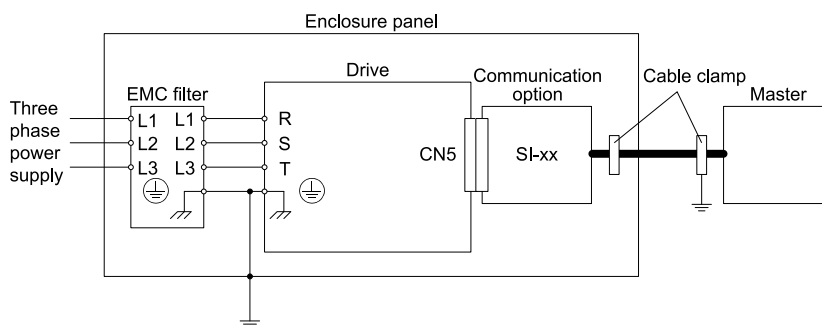 Enclosure panel
Drive
Communication
option
Cable clamp
Master
EMC filter
Three
phase
power
supply
L1 L1
L2 L2
L3 L3
R
S
T
CN5
SI-xx